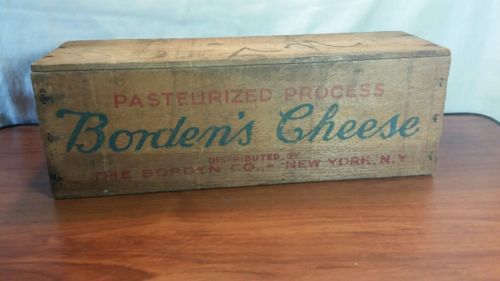 PASTEURIZED PROCESS
Borden's Cheese
DISTRIBUTED BY
THE BORDEN CO. - NEW YORK, N.Y.